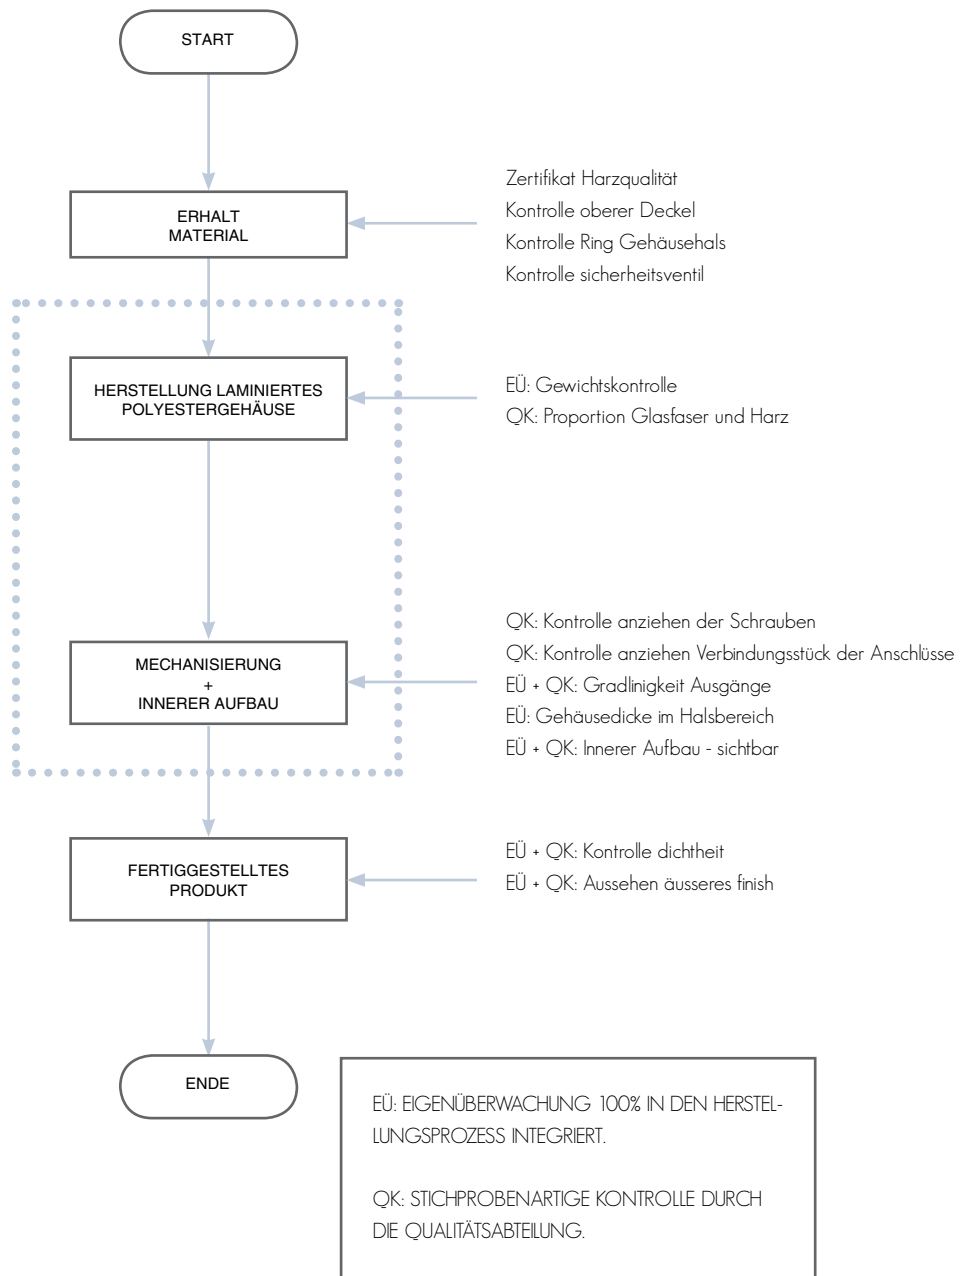 START
ERHALT
MATERIAL
Zertifikat Harzqualität
Kontrolle oberer Deckel
Kontrolle Ring Gehäusehals
Kontrolle sicherheitsventil
HERSTELLUNG LAMINIERTES
POLYESTERGEHÄUSE
EÜ: Gewichtskontrolle
QK: Proportion Glasfaser und Harz
MECHANISIERUNG
+
INNERER AUFBAU
QK: Kontrolle anziehen der Schrauben
QK: Kontrolle anziehen Verbindungsstück der Anschlüsse
EÜ + QK: Gradlinigkeit Ausgänge
EÜ: Gehäusedicke im Halsbereich
EÜ + QK: Innerer Aufbau - sichtbar
FERTIGGESTELLTES
PRODUKT
EÜ + QK: Kontrolle dichtheit
EÜ + QK: Aussehen äusseres finish
ENDE
EÜ: EIGENÜBERWACHUNG 100% IN DEN HERSTEL-
LUNGSPROZESS INTEGRIERT.
QK: STICHPROBENARTIGE KONTROLLE DURCH
DIE QUALITÄTSABTEILUNG.